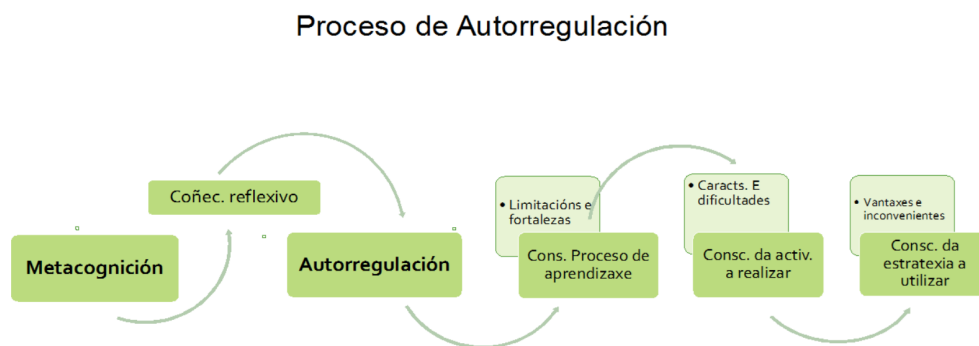 Proceso de Autorregulación
Metacognición
Coñec. reflexivo
Autorregulación
• Limitacións e
fortalezas
Cons. Proceso de
aprendizaxe
• Caracts. E
dificultades
Consc. da activ.
a realizar
• Vantaxes e
inconvenientes
Consc. da
estratexia a
utilizar